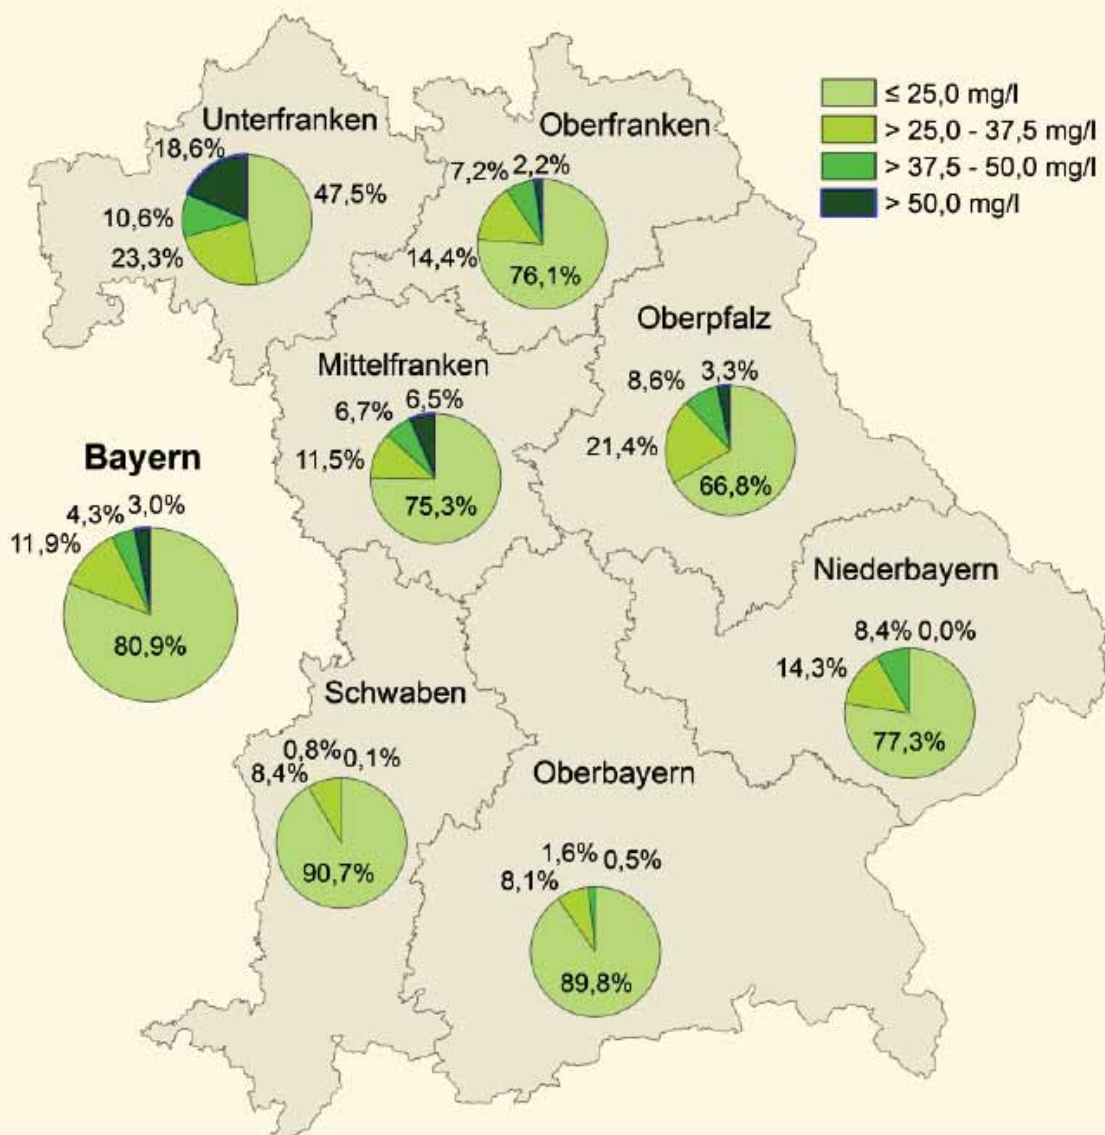 ≤ 25,0 mg/l
> 25,0 - 37,5 mg/l
> 37,5 - 50,0 mg/l
> 50,0 mg/l
Unterfranken
18,6%
47,5%
10,6%
23,3%
Oberfranken
7,2% 2,2%
14,4%
76,1%
Oberpfalz
8,6% 3,3%
21,4%
66,8%
Mittelfranken
6,7% 6,5%
11,5%
75,3%
Bayern
4,3% 3,0%
11,9%
80,9%
Niederbayern
8,4% 0,0%
14,3%
77,3%
Schwaben
0,8% 0,1%
8,4%
90,7%
Oberbayern
1,6% 0,5%
8,1%
89,8%